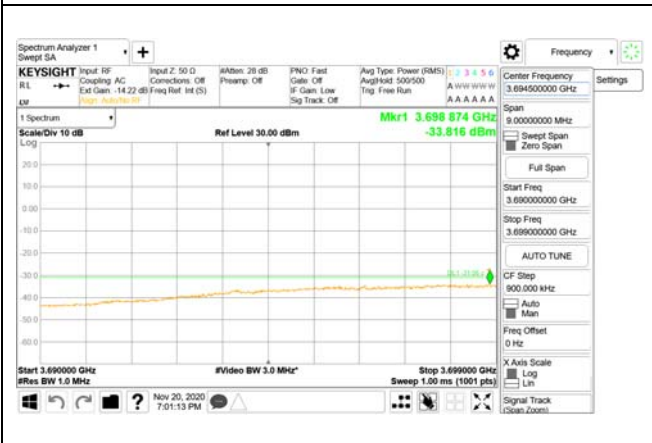 Spectrum Analyzer 1
Swept SA
Frequency
KEYSIGHT
RL
Input: RF
Coupling: AC
Ext Gain: -14.22 dB
Align: Auto/No RF
Input Z: 50 Ω
Corrections: Off
Freq Ref: Int (S)
#Atten: 28 dB
Preamp: Off
PNO: Fast
Gate: Off
IF Gain: Low
Sig Track: Off
Avg Type: Power (RMS)
Avg|Hold: 500/500
Trig: Free Run
1 2 3 4 5 6
A W W W W W
A A A A A A
1 Spectrum
Scale/Div 10 dB
Log
Ref Level 30.00 dBm
Mkr1 3.698 874 GHz
-33.816 dBm
20.0
10.0
0.00
-10.0
-20.0
-30.0
-40.0
-50.0
-60.0
Start 3.690000 GHz
#Res BW 1.0 MHz
#Video BW 3.0 MHz*
Stop 3.699000 GHz
Sweep 1.00 ms (1001 pts)
Nov 20, 2020
7:01:13 PM
Center Frequency
3.694500000 GHz
Settings
Span
9.00000000 MHz
Swept Span
Zero Span
Full Span
Start Freq
3.690000000 GHz
Stop Freq
3.699000000 GHz
AUTO TUNE
CF Step
900.000 kHz
Auto
Man
Freq Offset
0 Hz
X Axis Scale
Log
Lin
Signal Track
(Span Zoom)